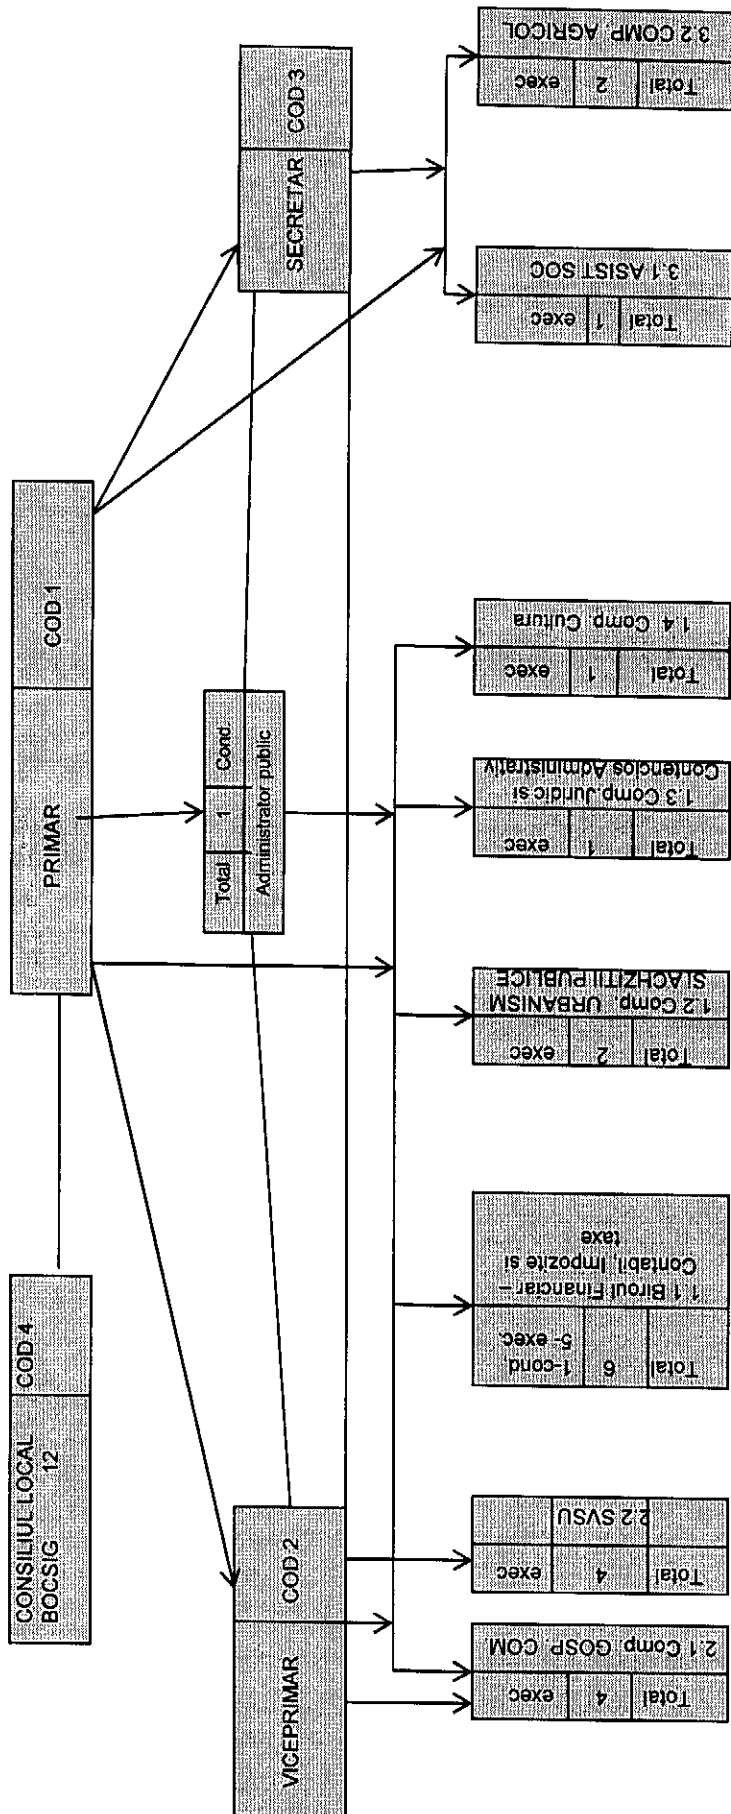 CONSILIUL LOCAL
BOCSIG 12
COD 4
PRIMAR
COD 1
VICEPRIMAR
COD 2
Total
1
Cond.
Administrator public
SECRETAR
COD 3
Total
4
exec
2.1 Comp. GOSP. COM.
Total
4
exec
2.2 SVSU
Total
6
1-cond,
5- exec,
1.1 Biroul Financiar –
Contabil, Impozite si
taxe
Total
2
exec
1.2 Comp. URBANISM
SI ACHZITII PUBLICE
Total
1
exec
1.3 Comp.Juridic si
Contencios Administrativ
Total
1
exec
1.4 Comp. Cultura
Total
1
exec
3.1 ASIST SOC
Total
2
exec
3.2 COMP. AGRICOL